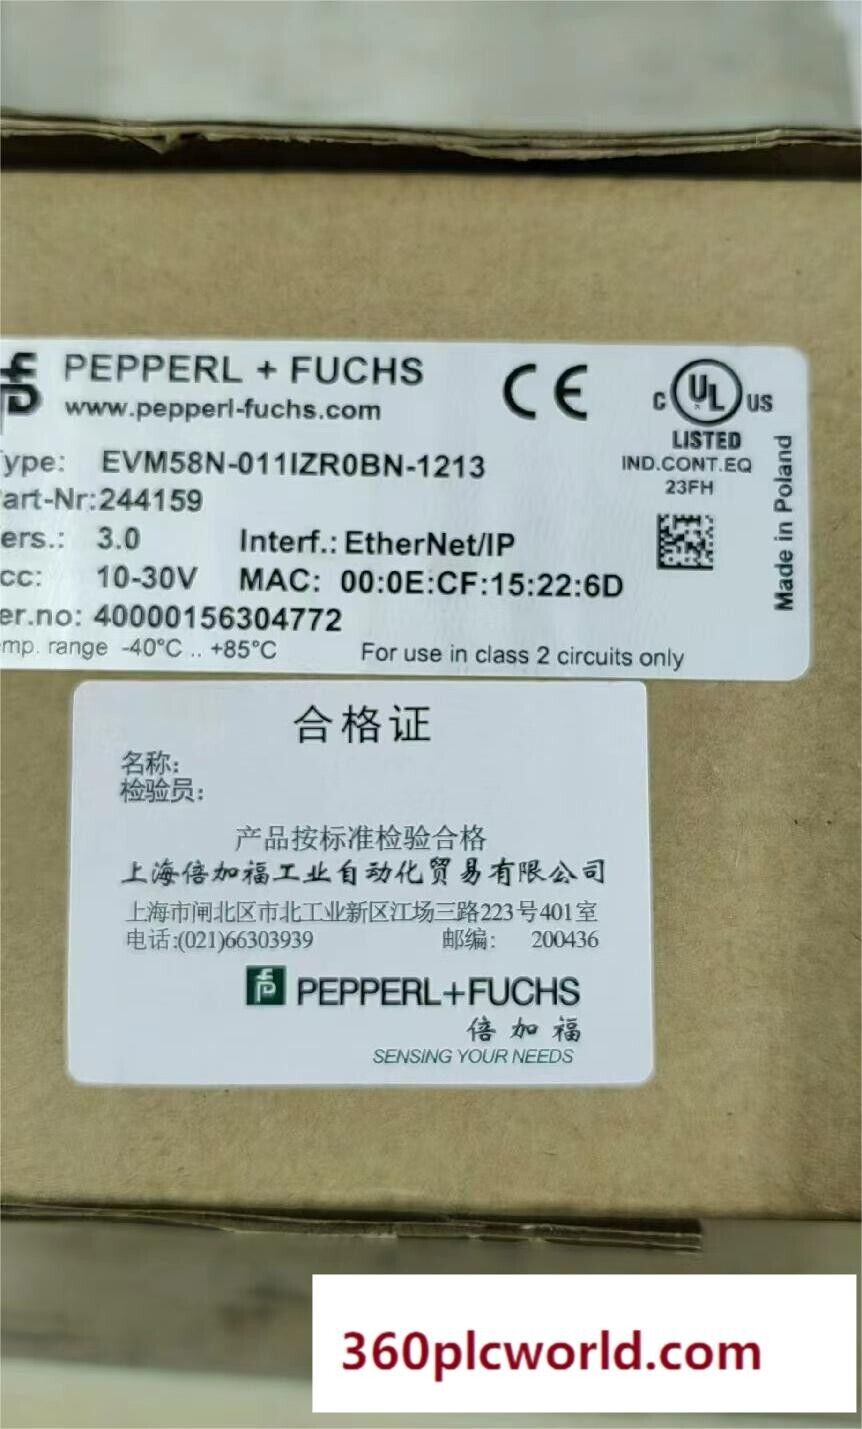 PEPPERL + FUCHS
www.pepperl-fuchs.com
CE
C UL US
LISTED
IND.CONT.EQ
23FH
Made in Poland
ype: EVM58N-011IZR0BN-1213
art-Nr:244159
ers.: 3.0 Interf.: EtherNet/IP
cc: 10-30V MAC: 00:0E:CF:15:22:6D
er.no: 40000156304772
mp. range -40°C .. +85°C For use in class 2 circuits only
合格证
名称:
检验员:
产品按标准检验合格
上海倍加福工业自动化贸易有限公司
上海市闸北区市北工业新区江场三路223号401室
电话:(021)66303939 邮编: 200436
PEPPERL+FUCHS
倍加福
SENSING YOUR NEEDS
360plcworld.com